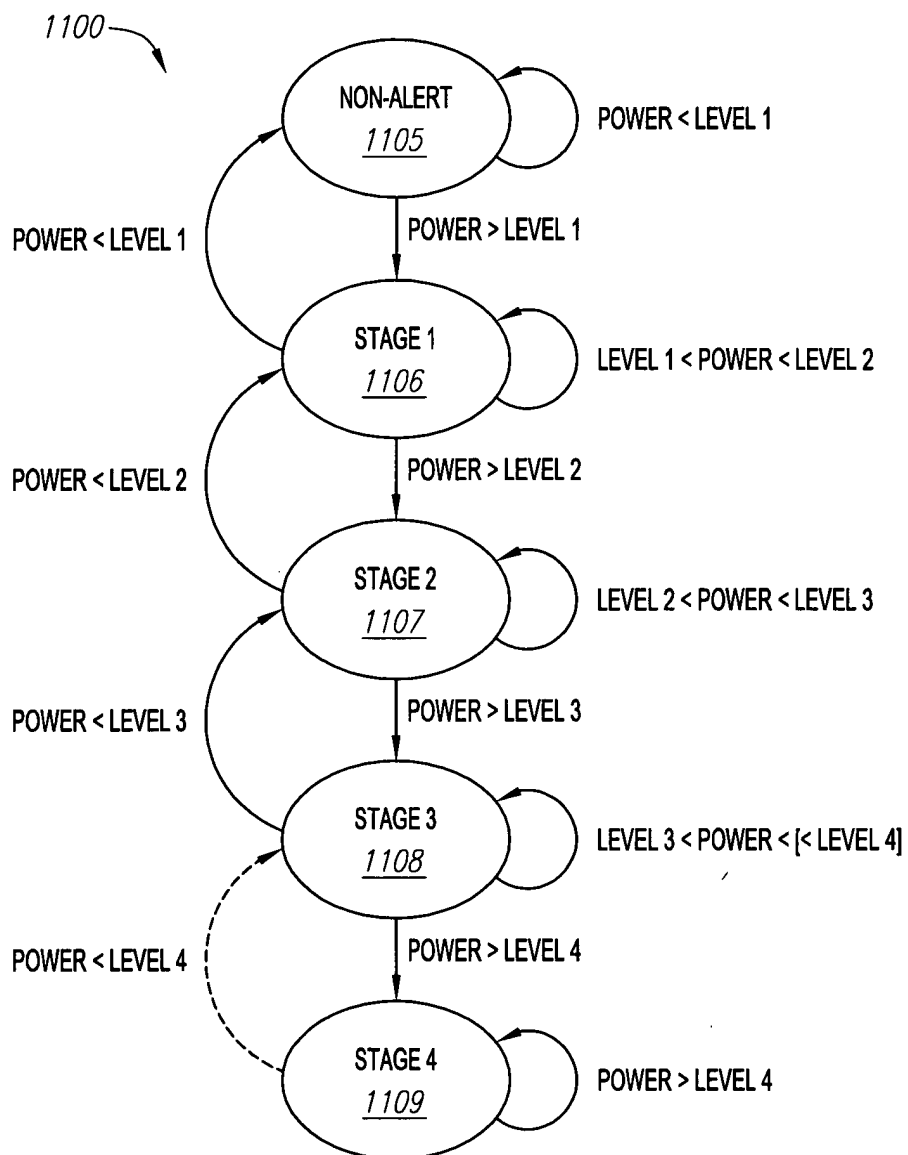 1100
NON-ALERT
1105
POWER < LEVEL 1
POWER < LEVEL 1
POWER > LEVEL 1
STAGE 1
1106
LEVEL 1 < POWER < LEVEL 2
POWER < LEVEL 2
POWER > LEVEL 2
STAGE 2
1107
LEVEL 2 < POWER < LEVEL 3
POWER < LEVEL 3
POWER > LEVEL 3
STAGE 3
1108
LEVEL 3 < POWER < [< LEVEL 4]
POWER < LEVEL 4
POWER > LEVEL 4
STAGE 4
1109
POWER > LEVEL 4